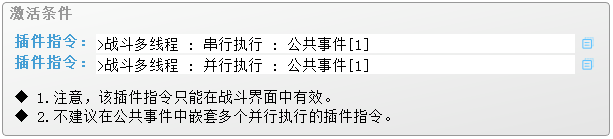 激活条件
插件指令：>战斗多线程 : 串行执行 : 公共事件[1]
插件指令：>战斗多线程 : 并行执行 : 公共事件[1]
◆ 1.注意，该插件指令只能在战斗界面中有效。
◆ 2.不建议在公共事件中嵌套多个并行执行的插件指令。